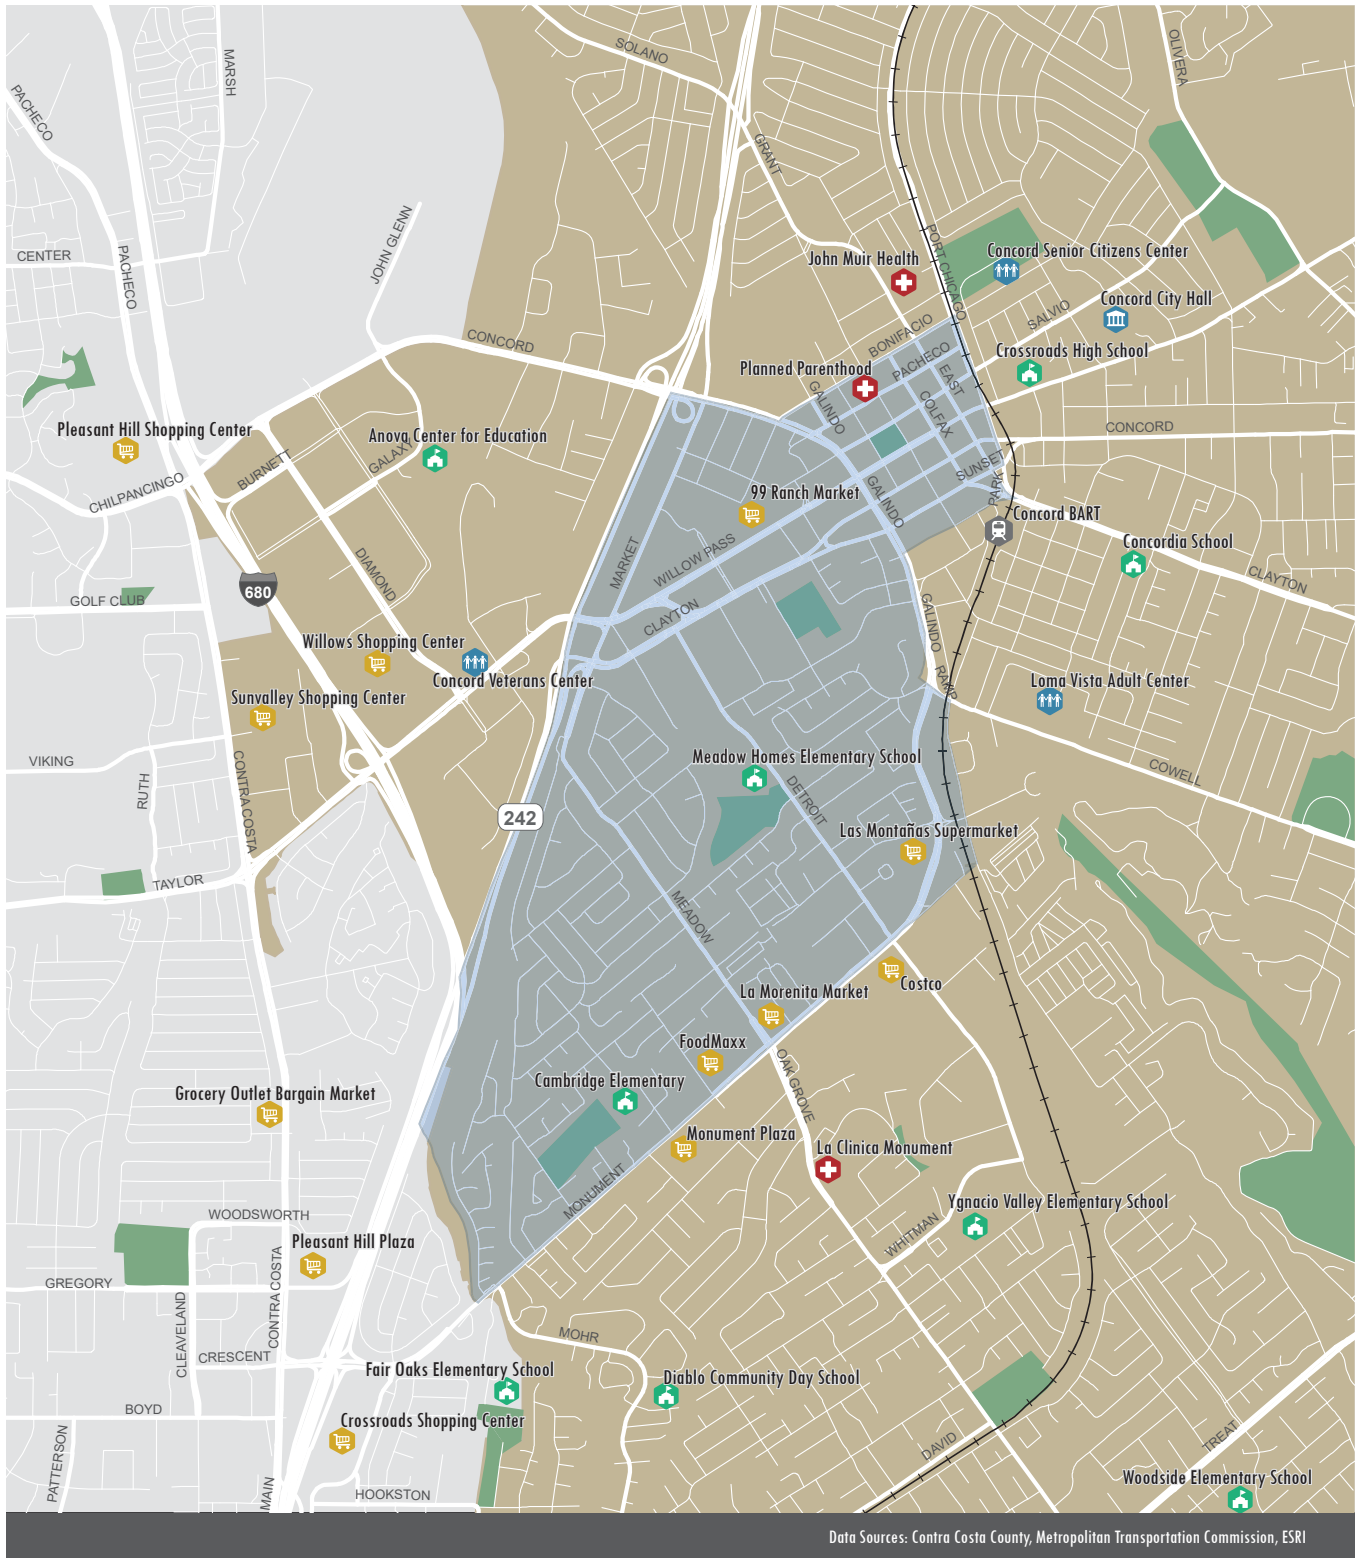 SOLANO
OLIVERA
MARSH
PACHECO
GRANT
JOHN GLENN
PORT CHICAGO
CENTER
PACHECO
John Muir Health
Concord Senior Citizens Center
Concord City Hall
SALVIO
CONCORD
BONIFACIO
PACHECO
EAST
Crossroads High School
Planned Parenthood
GALINDO
COLFAX
CONCORD
Pleasant Hill Shopping Center
Anova Center for Education
GALAXY
BURNETT
CHILPANCINGO
SUNSET
PARK
99 Ranch Market
GALINDO
Concord BART
Concordia School
CLAYTON
MARKET
WILLOW PASS
DIAMOND
680
GOLF CLUB
CLAYTON
GALINDO
RAMP
Willows Shopping Center
Concord Veterans Center
Sunvalley Shopping Center
Loma Vista Adult Center
VIKING
RUTH
CONTRA COSTA
Meadow Homes Elementary School
DETROIT
COWELL
242
Las Montañas Supermarket
TAYLOR
MEADOW
Costco
La Morenita Market
FoodMaxx
OAK GROVE
Cambridge Elementary
Grocery Outlet Bargain Market
Monument Plaza
La Clinica Monument
MONUMENT
Ygnacio Valley Elementary School
WHITMAN
WOODSWORTH
Pleasant Hill Plaza
GREGORY
CLEAVELAND
CONTRA COSTA
MOHR
CRESCENT
Fair Oaks Elementary School
Diablo Community Day School
BOYD
Crossroads Shopping Center
PATTERSON
DAVID
TREAT
Woodside Elementary School
MAIN
HOOKSTON
Data Sources: Contra Costa County, Metropolitan Transportation Commission, ESRI